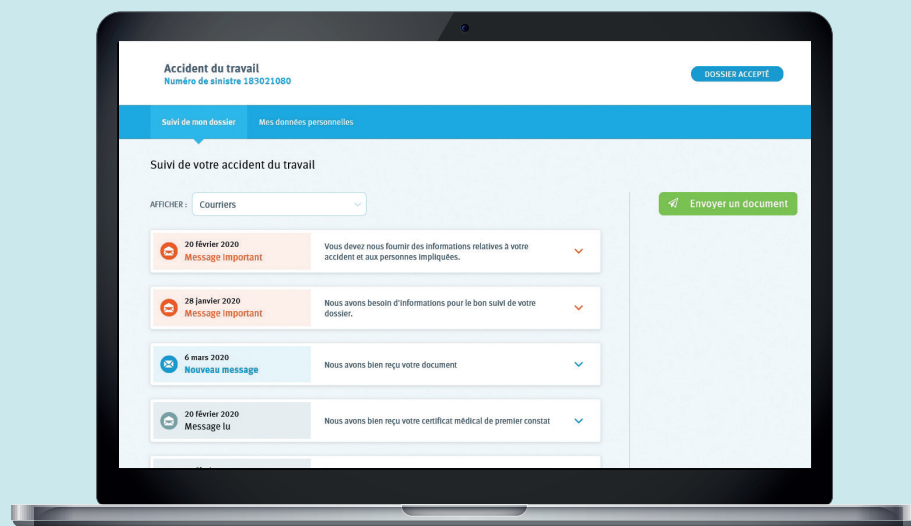 Accident du travail
Numéro de sinistre 183021080
DOSSIER ACCEPTÉ
Suivi de mon dossier
Mes données personnelles
Suivi de votre accident du travail
AFFICHER :
Courriers
Envoyer un document
20 février 2020
Message important
Vous devez nous fournir des informations relatives à votre
accident et aux personnes impliquées.
28 janvier 2020
Message important
Nous avons besoin d'informations pour le bon suivi de votre
dossier.
6 mars 2020
Nouveau message
Nous avons bien reçu votre document
20 février 2020
Message lu
Nous avons bien reçu votre certificat médical de premier constat